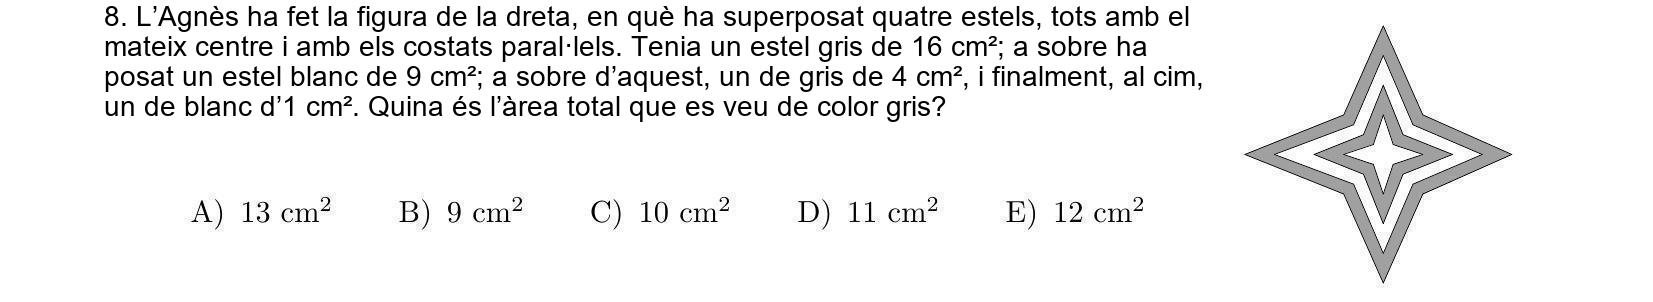 8. L’Agnès ha fet la figura de la dreta, en què ha superposat quatre estels, tots amb el
mateix centre i amb els costats paral·lels. Tenia un estel gris de 16 cm²; a sobre ha
posat un estel blanc de 9 cm²; a sobre d’aquest, un de gris de 4 cm², i finalment, al cim,
un de blanc d’1 cm². Quina és l’àrea total que es veu de color gris?
A) 13 cm² B) 9 cm² C) 10 cm² D) 11 cm² E) 12 cm²